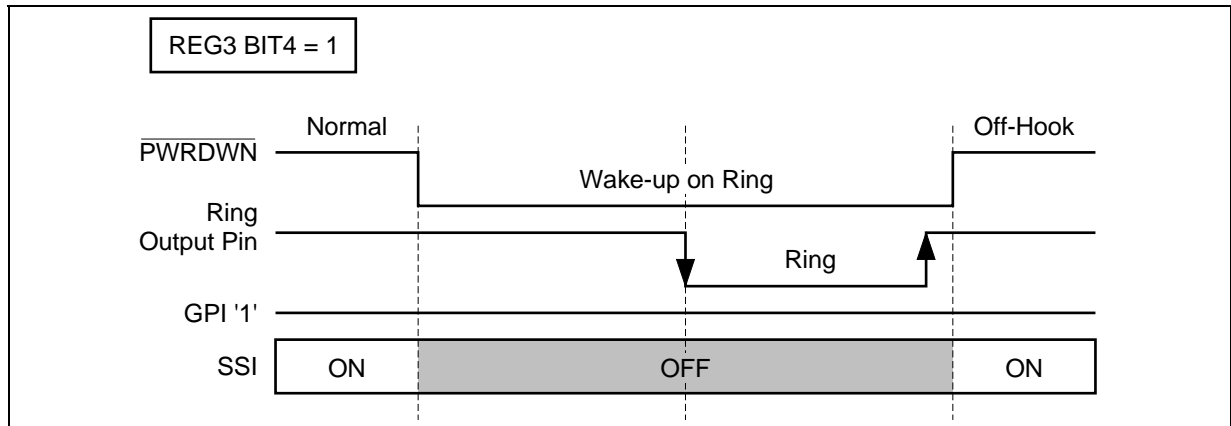 REG3 BIT4 = 1
Normal
Off-Hook
PWRDWN
Wake-up on Ring
Ring
Output Pin
Ring
GPI '1'
SSI
ON
OFF
ON